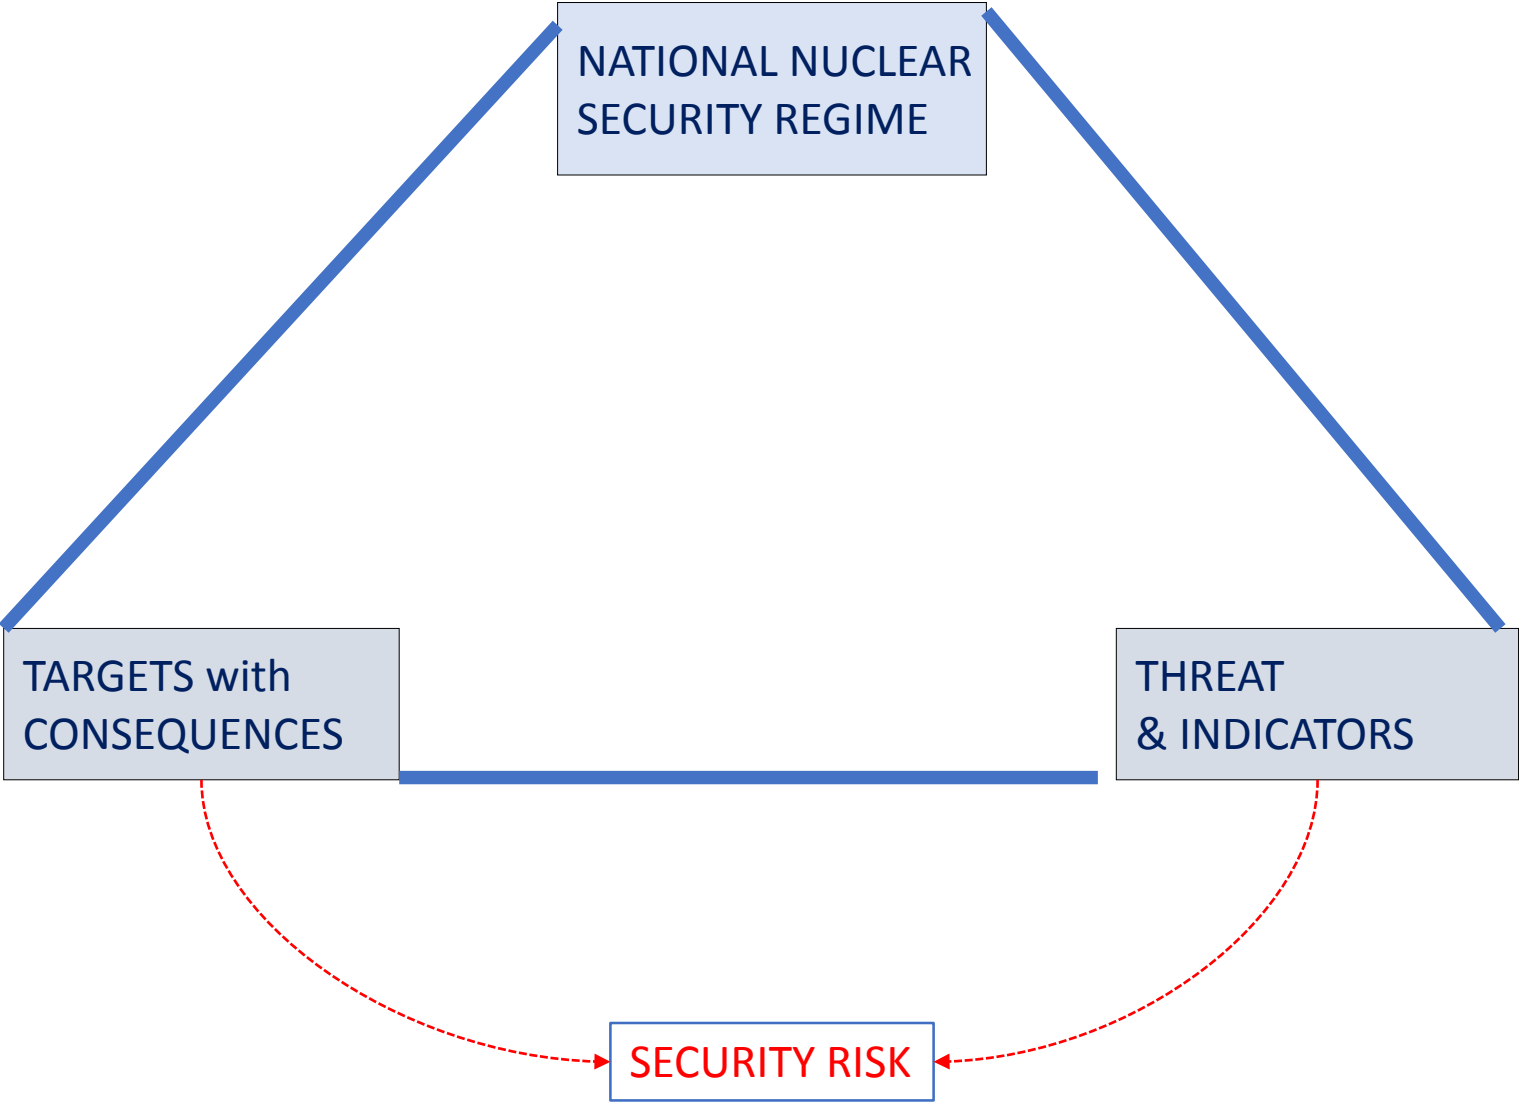 NATIONAL NUCLEAR
SECURITY REGIME
TARGETS with
CONSEQUENCES
THREAT
& INDICATORS
SECURITY RISK